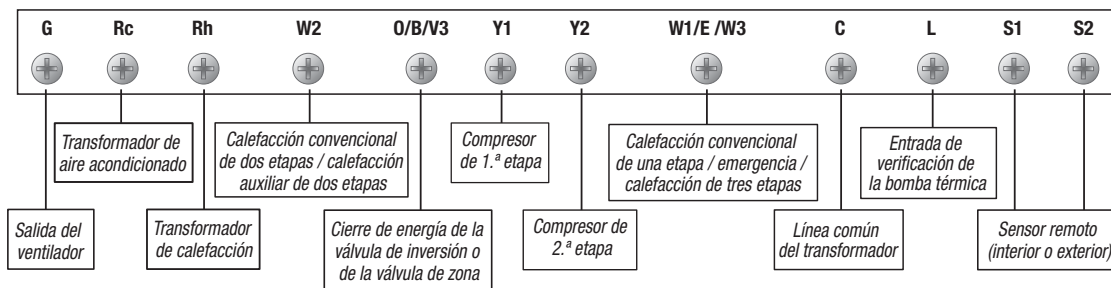 G Rc Rh W2 O/B/V3 Y1 Y2 W1/E /W3 C L S1 S2
Transformador de
aire acondicionado
Calefacción convencional
de dos etapas / calefacción
auxiliar de dos etapas
Compresor
de 1.ª etapa
Calefacción convencional
de una etapa / emergencia /
calefacción de tres etapas
Entrada de
verificación de
la bomba térmica
Salida del
ventilador
Transformador
de calefacción
Cierre de energía de la
válvula de inversión o
de la válvula de zona
Compresor de
2.ª etapa
Línea común
del transformador
Sensor remoto
(interior o exterior)